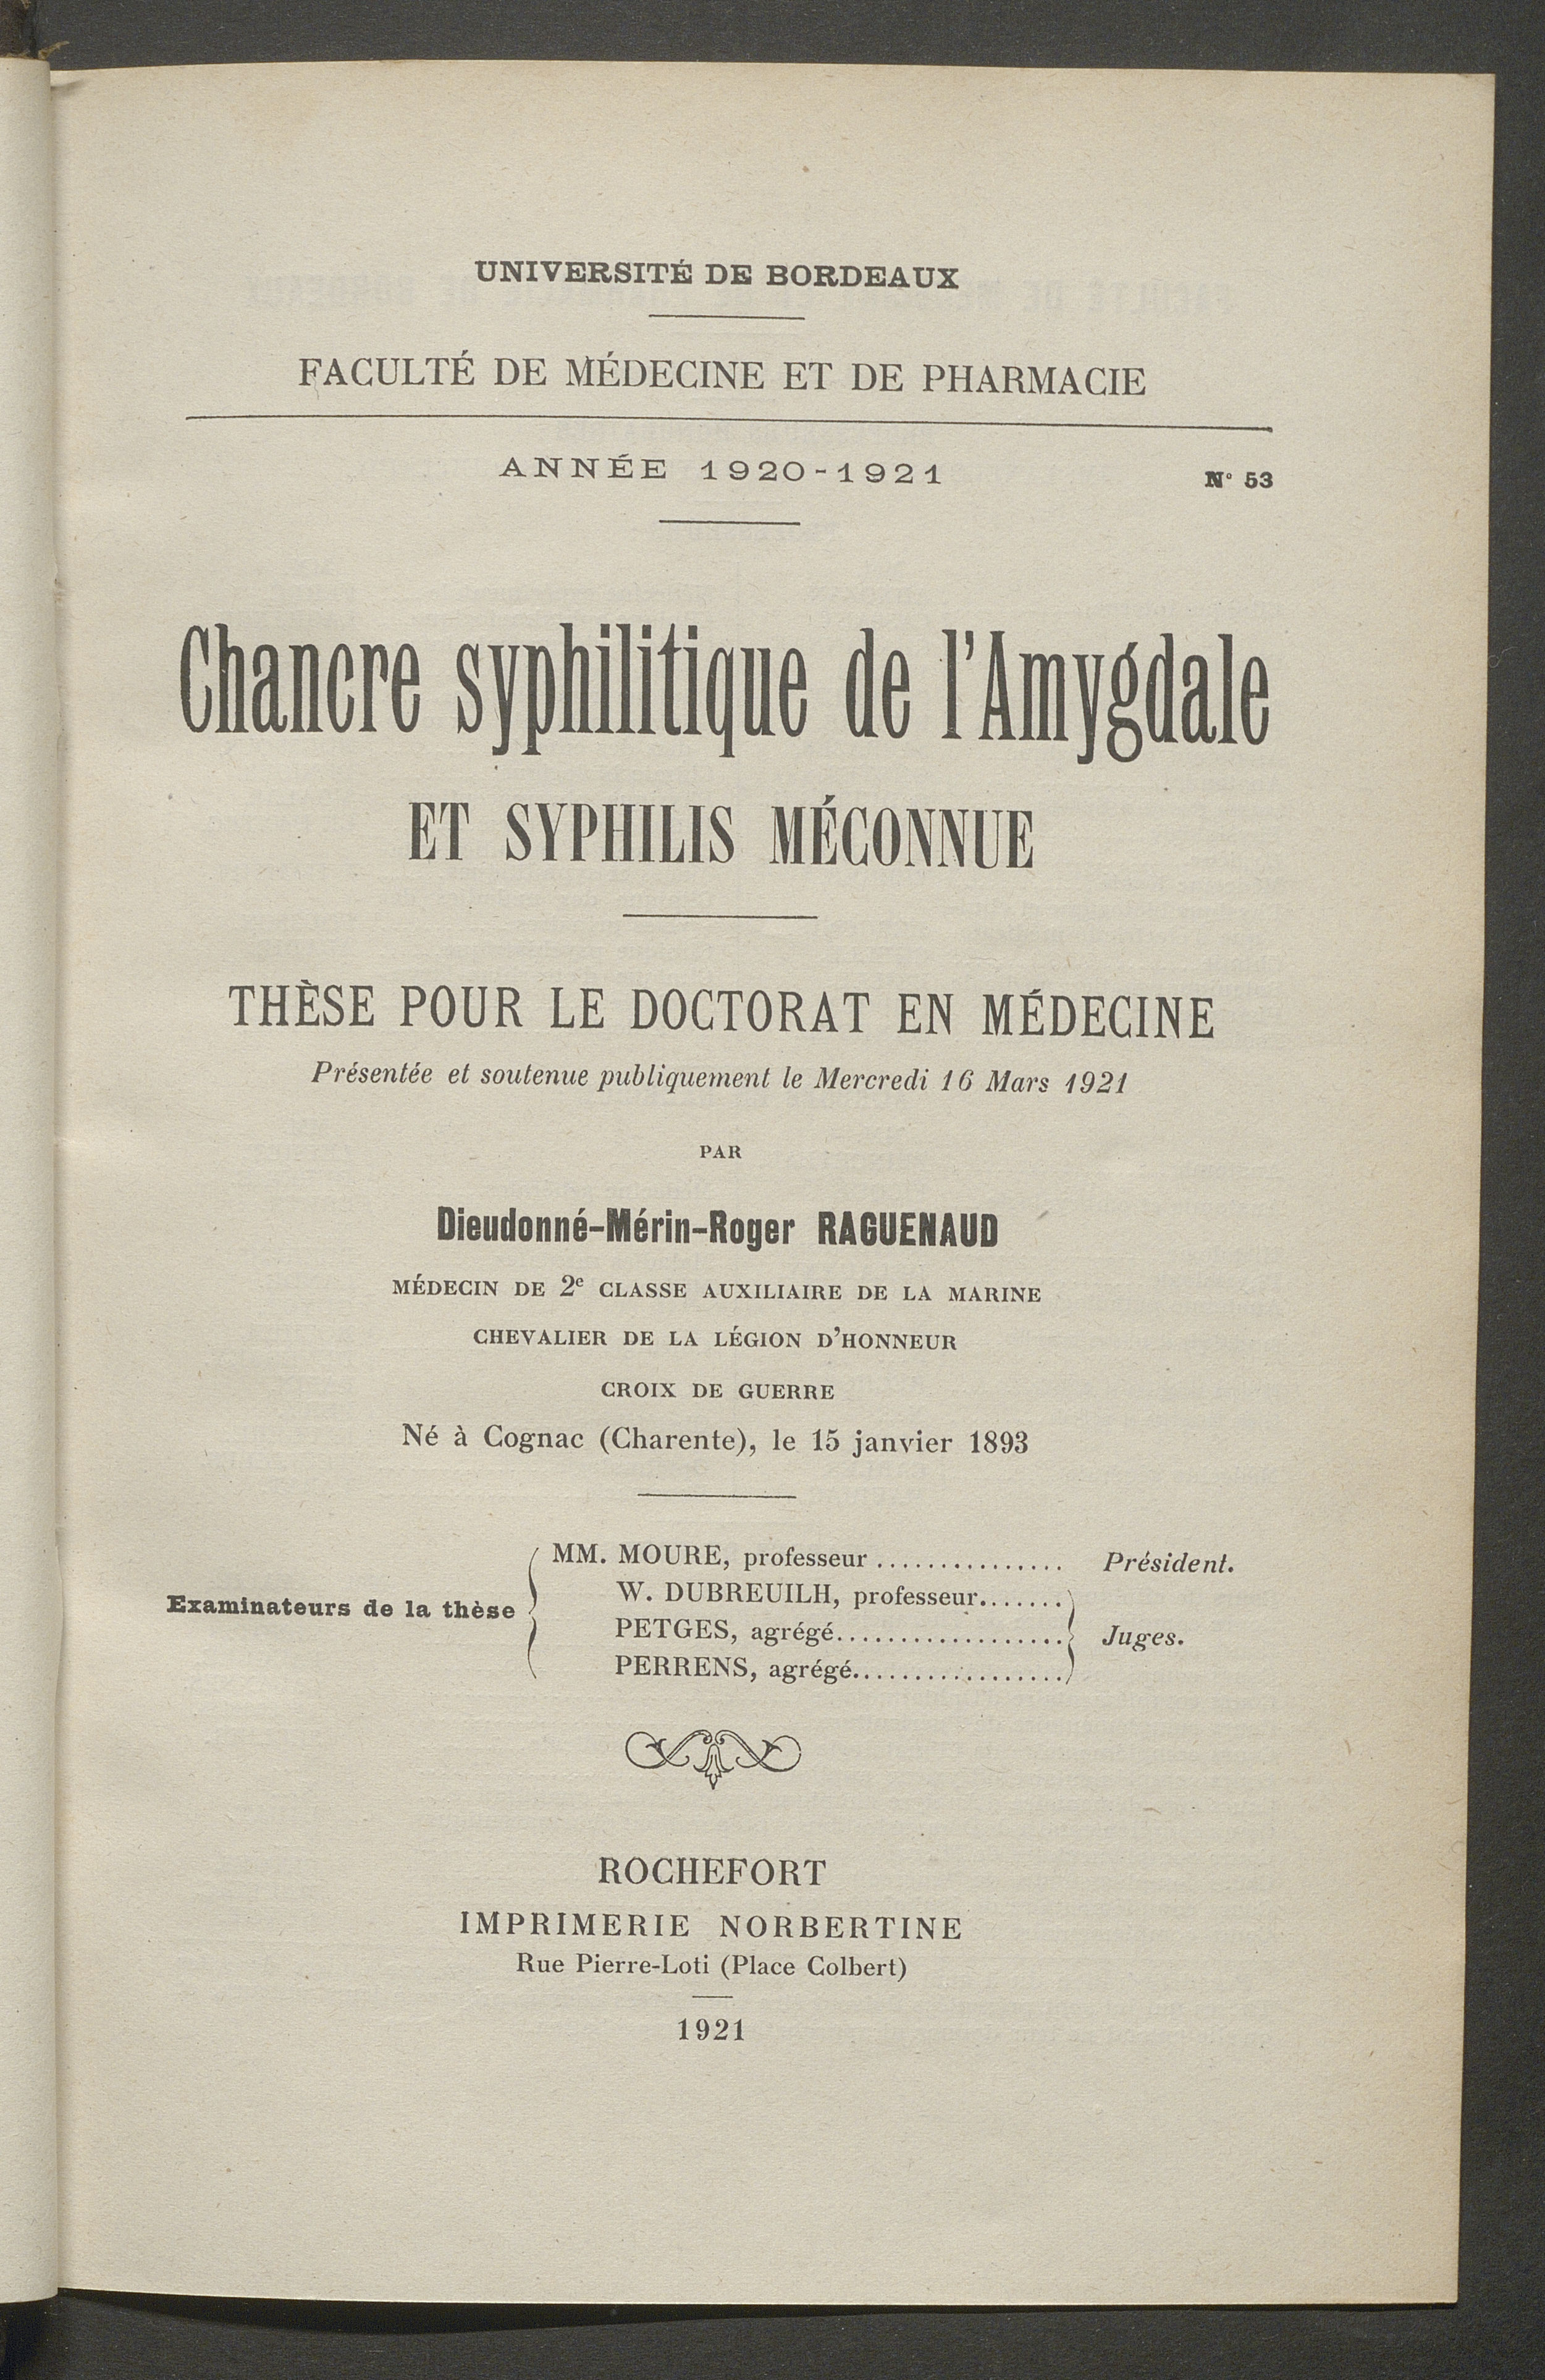 UNIVERSITÉ DE BORDEAUX
FACULTÉ DE MÉDECINE ET DE PHARMACIE
ANNÉE 1920-1921
N° 53
Chancre syphilitique de l'Amygdale
ET SYPHILIS MÉCONNUE
THÈSE POUR LE DOCTORAT EN MÉDECINE
Présentée et soutenue publiquement le Mercredi 16 Mars 1921
PAR
Dieudonné-Mérin-Roger RAGUENAUD
MÉDECIN DE 2e CLASSE AUXILIAIRE DE LA MARINE
CHEVALIER DE LA LÉGION D'HONNEUR
CROIX DE GUERRE
Né à Cognac (Charente), le 15 janvier 1893
Examinateurs de la thèse
MM. MOURE, professeur ............... Président.
W. DUBREUILH, professeur.......
PETGES, agrégé.................. Juges.
PERRENS, agrégé.................
ROCHEFORT
IMPRIMERIE NORBERTINE
Rue Pierre-Loti (Place Colbert)
1921